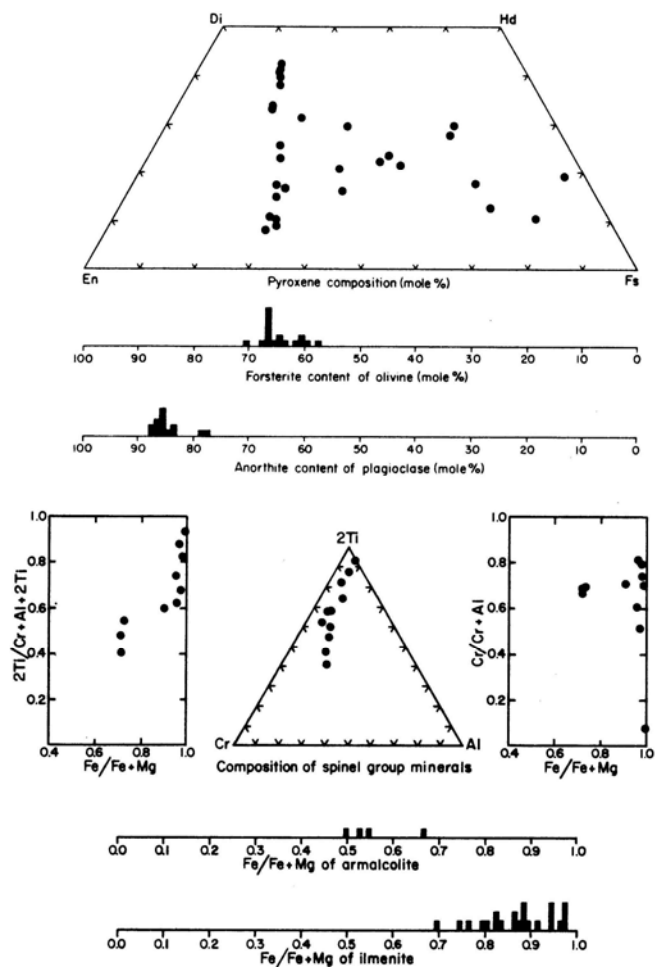 Di Hd
En Fs
Pyroxene composition (mole %)
100 90 80 70 60 50 40 30 20 10 0
Forsterite content of olivine (mole %)
100 90 80 70 60 50 40 30 20 10 0
Anorthite content of plagioclase (mole %)
1.0
0.8
0.6
0.4
0.2
2Ti/Cr + Al + 2Ti
0.4 0.6 0.8 1.0
Fe/Fe+Mg
2Ti
Cr Al
Composition of spinel group minerals
1.0
0.8
0.6
0.4
0.2
Cr/Cr + Al
0.4 0.6 0.8 1.0
Fe/Fe+Mg
0.0 0.1 0.2 0.3 0.4 0.5 0.6 0.7 0.8 0.9 1.0
Fe/Fe+Mg of armalcolite
0.0 0.1 0.2 0.3 0.4 0.5 0.6 0.7 0.8 0.9 1.0
Fe/Fe+Mg of ilmenite